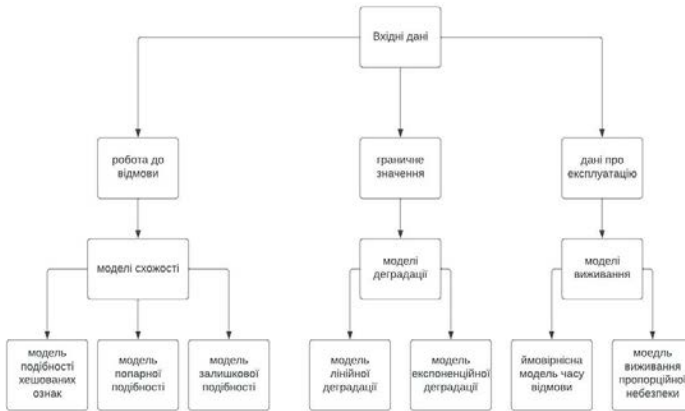 Вхідні дані
робота до
відмови
граничне
значення
дані про
експлуатацію
моделі схожості
моделі
деградації
моделі
виживання
модель
подібності
хешованих
ознак
модель
попарної
подібності
модель
залишкової
подібності
модель
лінійної
деградації
модель
експоненційної
деградації
ймовірнісна
модель часу
відмови
моедль
виживання
пропорційної
небезпеки